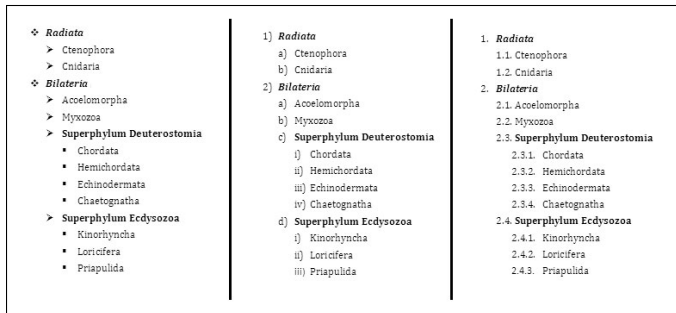 ❖ Radiata
➤ Ctenophora
➤ Cnidaria
❖ Bilateria
➤ Acoelomorpha
➤ Myxozoa
➤ Superphylum Deuterostomia
▪ Chordata
▪ Hemichordata
▪ Echinodermata
▪ Chaetognatha
➤ Superphylum Ecdysozoa
▪ Kinorhyncha
▪ Loricifera
▪ Priapulida
1) Radiata
a) Ctenophora
b) Cnidaria
2) Bilateria
a) Acoelomorpha
b) Myxozoa
c) Superphylum Deuterostomia
i) Chordata
ii) Hemichordata
iii) Echinodermata
iv) Chaetognatha
d) Superphylum Ecdysozoa
i) Kinorhyncha
ii) Loricifera
iii) Priapulida
1. Radiata
1.1. Ctenophora
1.2. Cnidaria
2. Bilateria
2.1. Acoelomorpha
2.2. Myxozoa
2.3. Superphylum Deuterostomia
2.3.1. Chordata
2.3.2. Hemichordata
2.3.3. Echinodermata
2.3.4. Chaetognatha
2.4. Superphylum Ecdysozoa
2.4.1. Kinorhyncha
2.4.2. Loricifera
2.4.3. Priapulida